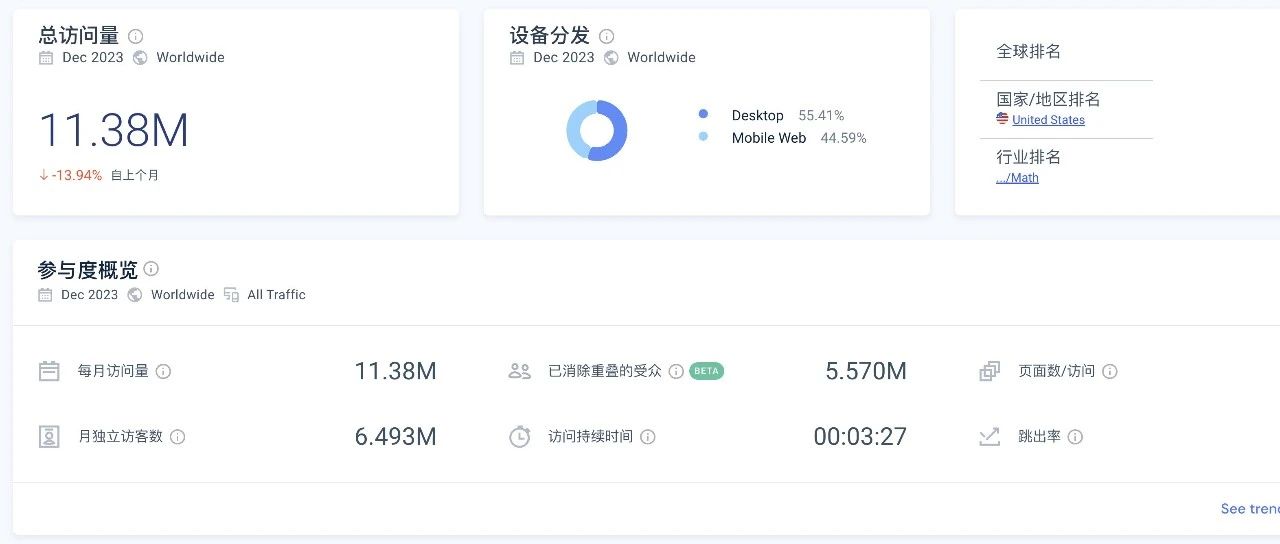 总访问量
Dec 2023 Worldwide
11.38M
-13.94% 自上个月
设备分发
Dec 2023 Worldwide
Desktop 55.41%
Mobile Web 44.59%
全球排名
国家/地区排名
United States
行业排名
.../Math
参与度概览
Dec 2023 Worldwide All Traffic
每月访问量 11.38M
已消除重叠的受众 BETA 5.570M
页面数/访问
月独立访客数 6.493M
访问持续时间 00:03:27
跳出率
See tren